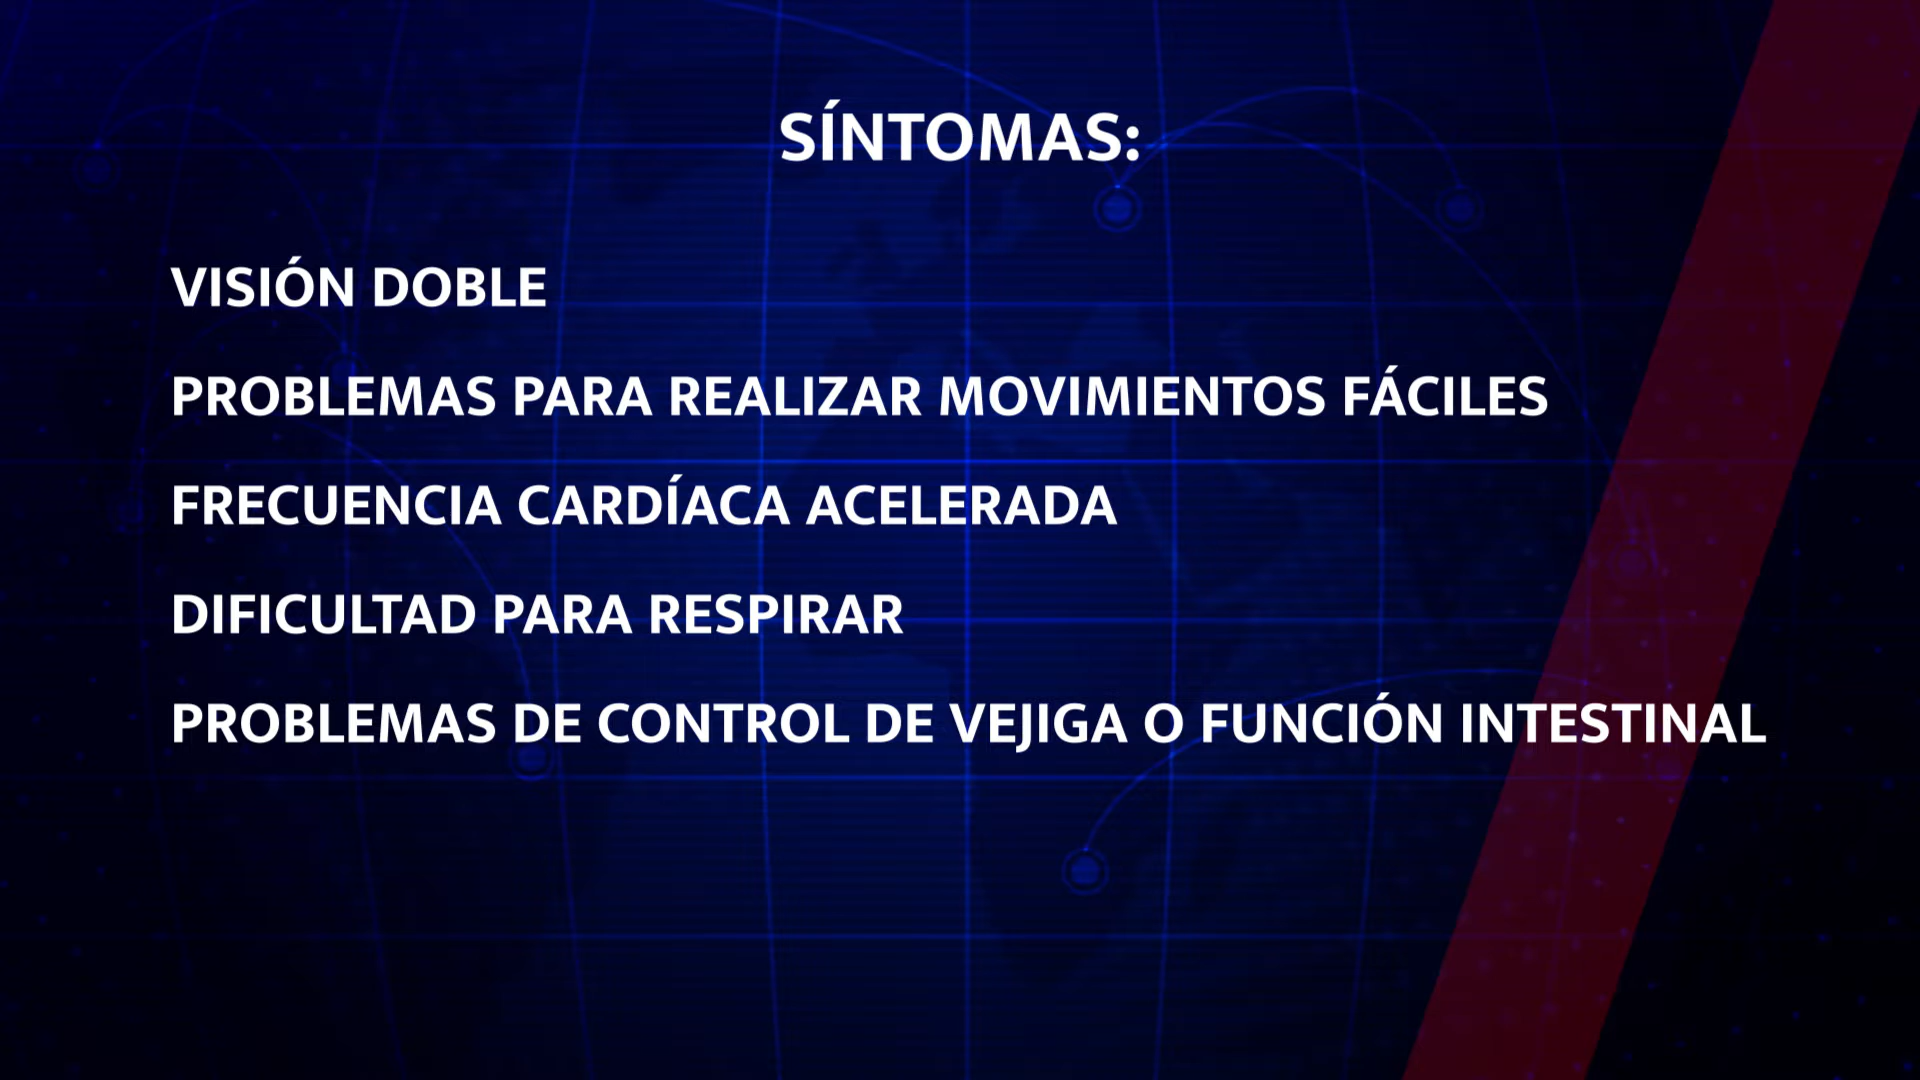 SÍNTOMAS:
VISIÓN DOBLE
PROBLEMAS PARA REALIZAR MOVIMIENTOS FÁCILES
FRECUENCIA CARDÍACA ACELERADA
DIFICULTAD PARA RESPIRAR
PROBLEMAS DE CONTROL DE VEJIGA O FUNCIÓN INTESTINAL